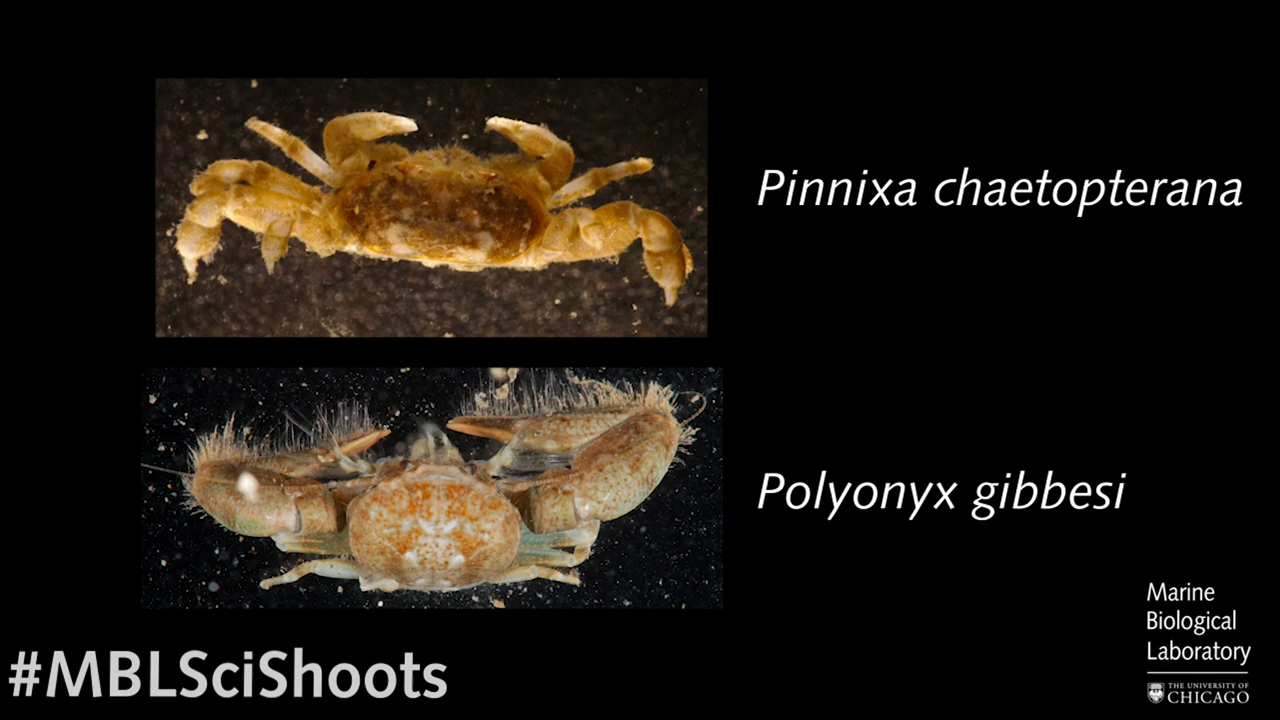 Pinnixa chaetopterana
Polyonyx gibbesi
Marine
Biological
Laboratory
THE UNIVERSITY OF
CHICAGO
#MBLSciShoots